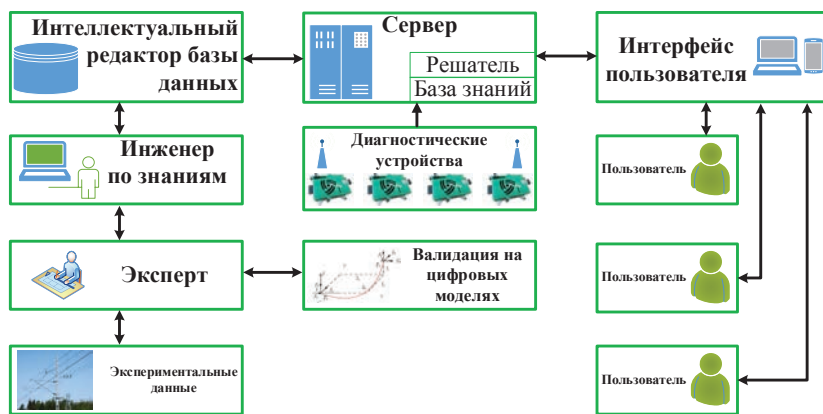 Интеллектуальный
редактор базы
данных
Сервер
Решатель
База знаний
Интерфейс
пользователя
Инженер
по знаниям
Диагностические
устройства
Пользователь
Эксперт
Валидация на
цифровых
моделях
Пользователь
Экспериментальные
данные
Пользователь